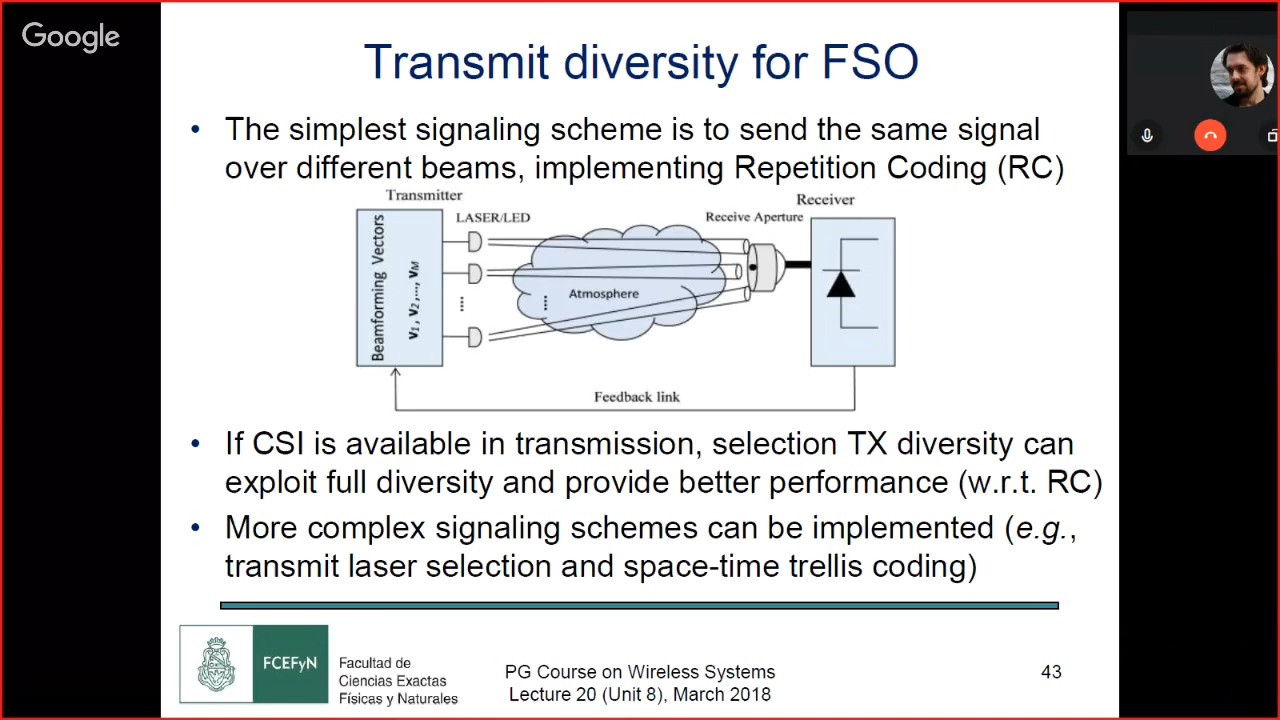 Google
Transmit diversity for FSO
• The simplest signaling scheme is to send the same signal
over different beams, implementing Repetition Coding (RC)
Transmitter
Receiver
LASER/LED
Receive Aperture
Beamforming Vectors
v1, v2,..., vM
Atmosphere
Feedback link
• If CSI is available in transmission, selection TX diversity can
exploit full diversity and provide better performance (w.r.t. RC)
• More complex signaling schemes can be implemented (e.g.,
transmit laser selection and space-time trellis coding)
FCEFyN
Facultad de
Ciencias Exactas
Físicas y Naturales
PG Course on Wireless Systems
Lecture 20 (Unit 8), March 2018
43